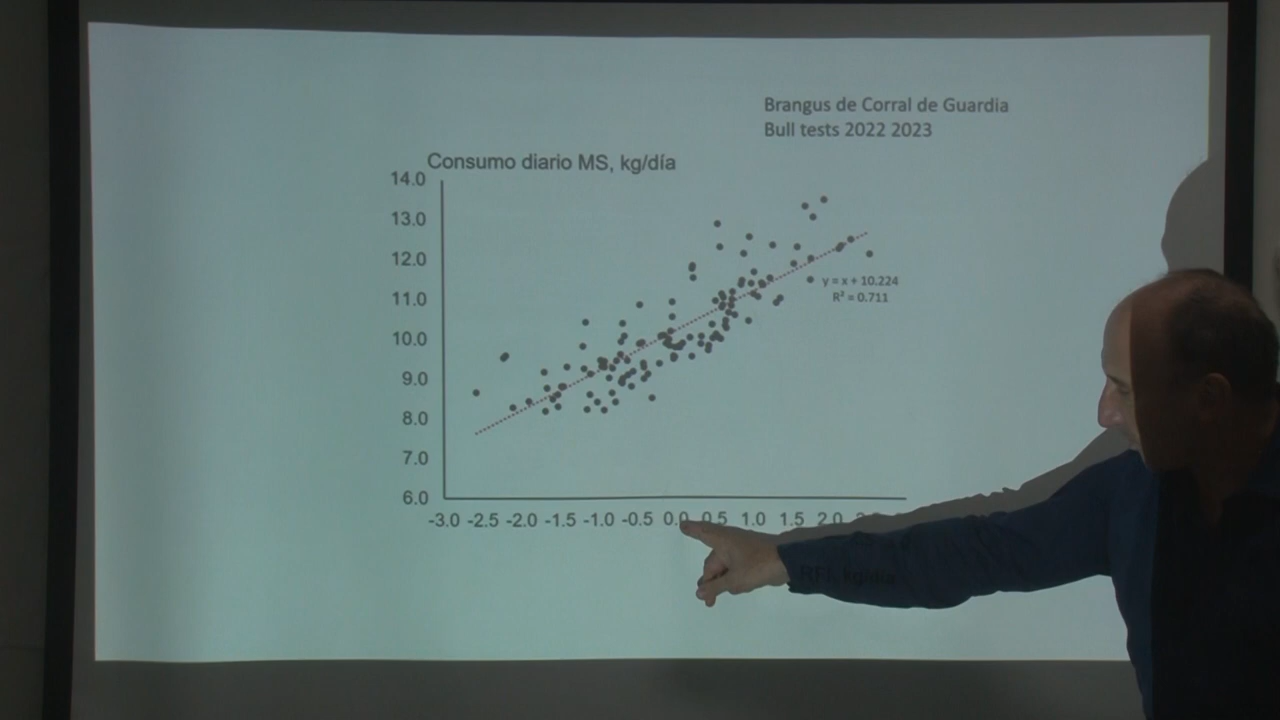 Brangus de Corral de Guardia
Bull tests 2022 2023
Consumo diario MS, kg/día
14.0
13.0
12.0
11.0
10.0
9.0
8.0
7.0
6.0
y = x + 10.224
R² = 0.711
-3.0 -2.5 -2.0 -1.5 -1.0 -0.5 0.0 0.5 1.0 1.5 2.0
RFI, kg/día